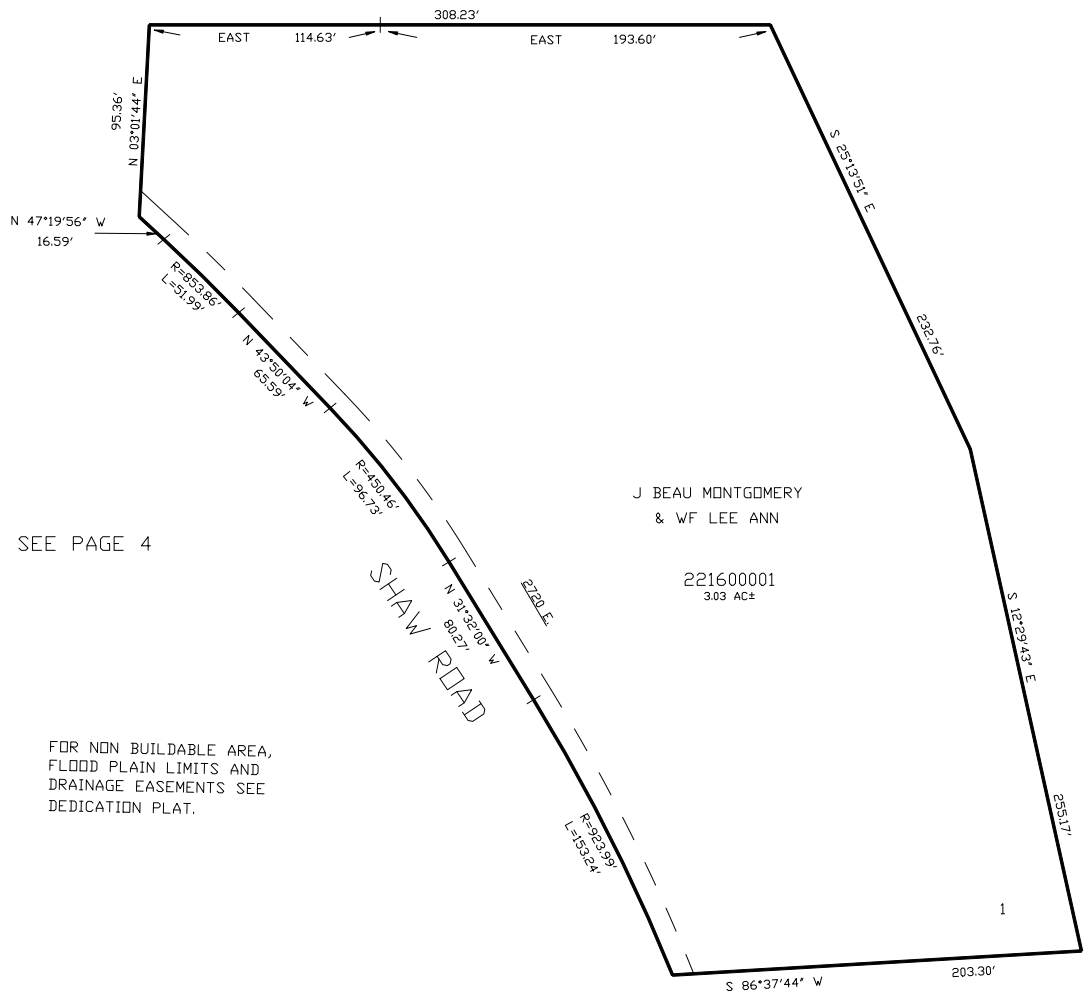 308.23'
EAST 114.63'
EAST 193.60'
95.36'
N 03°01'44" E
S 25°13'51" E
232.76'
N 47°19'56" W
16.59'
R=853.86'
L=51.99'
N 43°50'04" W
65.59'
R=450.46'
L=96.73'
J BEAU MONTGOMERY
& WF LEE ANN
SEE PAGE 4
221600001
3.03 AC±
2720 E.
SHAW ROAD
N 31°32'00" W
80.27'
S 12°29'43" E
255.17'
FOR NON BUILDABLE AREA,
FLOOD PLAIN LIMITS AND
DRAINAGE EASEMENTS SEE
DEDICATION PLAT.
R=923.99'
L=153.24'
1
S 86°37'44" W
203.30'